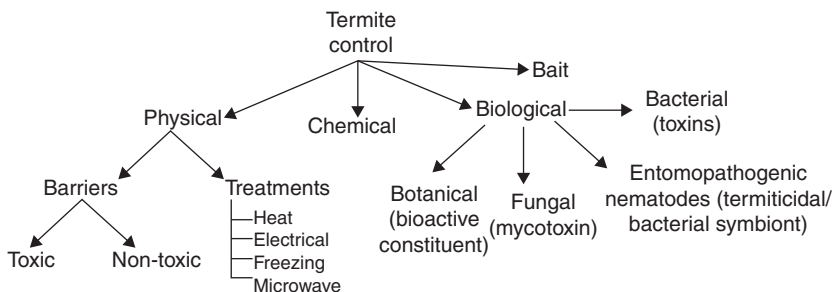 Termite
control
Bait
Physical
Chemical
Biological
Bacterial
(toxins)
Barriers
Treatments
Heat
Electrical
Freezing
Microwave
Toxic
Non-toxic
Botanical
(bioactive
constituent)
Fungal
(mycotoxin)
Entomopathogenic
nematodes (termiticidal/
bacterial symbiont)